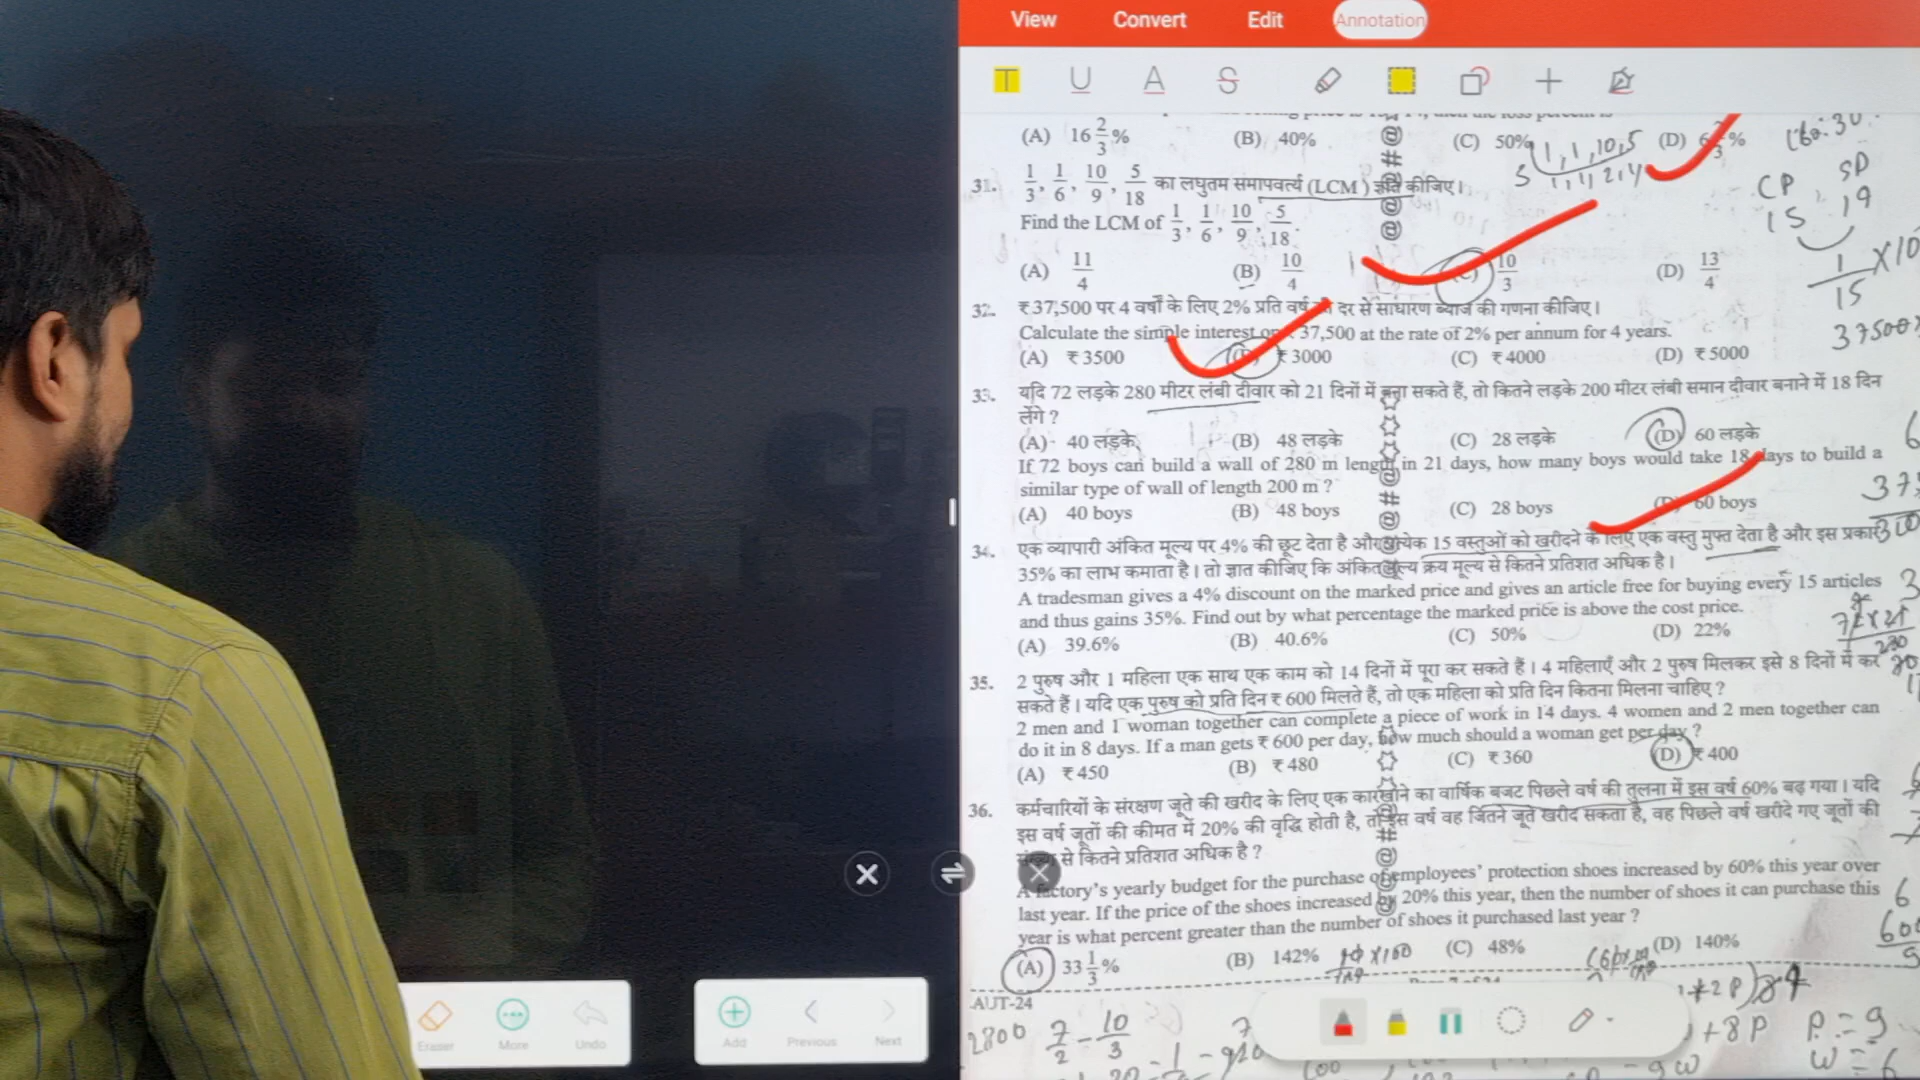 View Convert Edit Annotation
(A) 16 2/3% (B) 40% (C) 50% (D)
31. 1/3, 1/6, 10/9, 5/18 का लघुतम समापवर्त्य (LCM) ज्ञात कीजिए।
Find the LCM of 1/3, 1/6, 10/9, 5/18.
(A) 11/4 (B) 10/4 (C) 10/3 (D) 13/4
32. ₹37,500 पर 4 वर्षों के लिए 2% प्रति वर्ष दर से साधारण ब्याज की गणना कीजिए।
Calculate the simple interest on 37,500 at the rate of 2% per annum for 4 years.
(A) ₹3500 (B) ₹3000 (C) ₹4000 (D) ₹5000
33. यदि 72 लड़के 280 मीटर लंबी दीवार को 21 दिनों में बना सकते हैं, तो कितने लड़के 200 मीटर लंबी समान दीवार बनाने में 18 दिन
लेंगे ?
(A) 40 लड़के (B) 48 लड़के (C) 28 लड़के (D) 60 लड़के
If 72 boys can build a wall of 280 m length in 21 days, how many boys would take 18 days to build a
similar type of wall of length 200 m ?
(A) 40 boys (B) 48 boys (C) 28 boys (D) 60 boys
34. एक व्यापारी अंकित मूल्य पर 4% की छूट देता है और प्रत्येक 15 वस्तुओं को खरीदने के लिए एक वस्तु मुफ्त देता है और इस प्रकार
35% का लाभ कमाता है। तो ज्ञात कीजिए कि अंकित मूल्य क्रय मूल्य से कितने प्रतिशत अधिक है।
A tradesman gives a 4% discount on the marked price and gives an article free for buying every 15 articles
and thus gains 35%. Find out by what percentage the marked price is above the cost price.
(A) 39.6% (B) 40.6% (C) 50% (D) 22%
35. 2 पुरुष और 1 महिला एक साथ एक काम को 14 दिनों में पूरा कर सकते हैं। 4 महिलाएँ और 2 पुरुष मिलकर इसे 8 दिनों में कर
सकते हैं। यदि एक पुरुष को प्रति दिन ₹600 मिलते हैं, तो एक महिला को प्रति दिन कितना मिलना चाहिए ?
2 men and 1 woman together can complete a piece of work in 14 days. 4 women and 2 men together can
do it in 8 days. If a man gets ₹600 per day, how much should a woman get per day ?
(A) ₹450 (B) ₹480 (C) ₹360 (D) ₹400
36. कर्मचारियों के संरक्षण जूते की खरीद के लिए एक कारखाने का वार्षिक बजट पिछले वर्ष की तुलना में इस वर्ष 60% बढ़ गया। यदि
इस वर्ष जूतों की कीमत में 20% की वृद्धि होती है, तो इस वर्ष वह जितने जूते खरीद सकता है, वह पिछले वर्ष खरीदे गए जूतों की
से कितने प्रतिशत अधिक है ?
A factory's yearly budget for the purchase of employees' protection shoes increased by 60% this year over
last year. If the price of the shoes increased by 20% this year, then the number of shoes it can purchase this
year is what percent greater than the number of shoes it purchased last year ?
(A) 33 1/3% (B) 142% (C) 48% (D) 140%
AUT-24
CP SP
15 19
1/15
2800 7/2 - 10/3
Eraser More Undo Add Previous Next